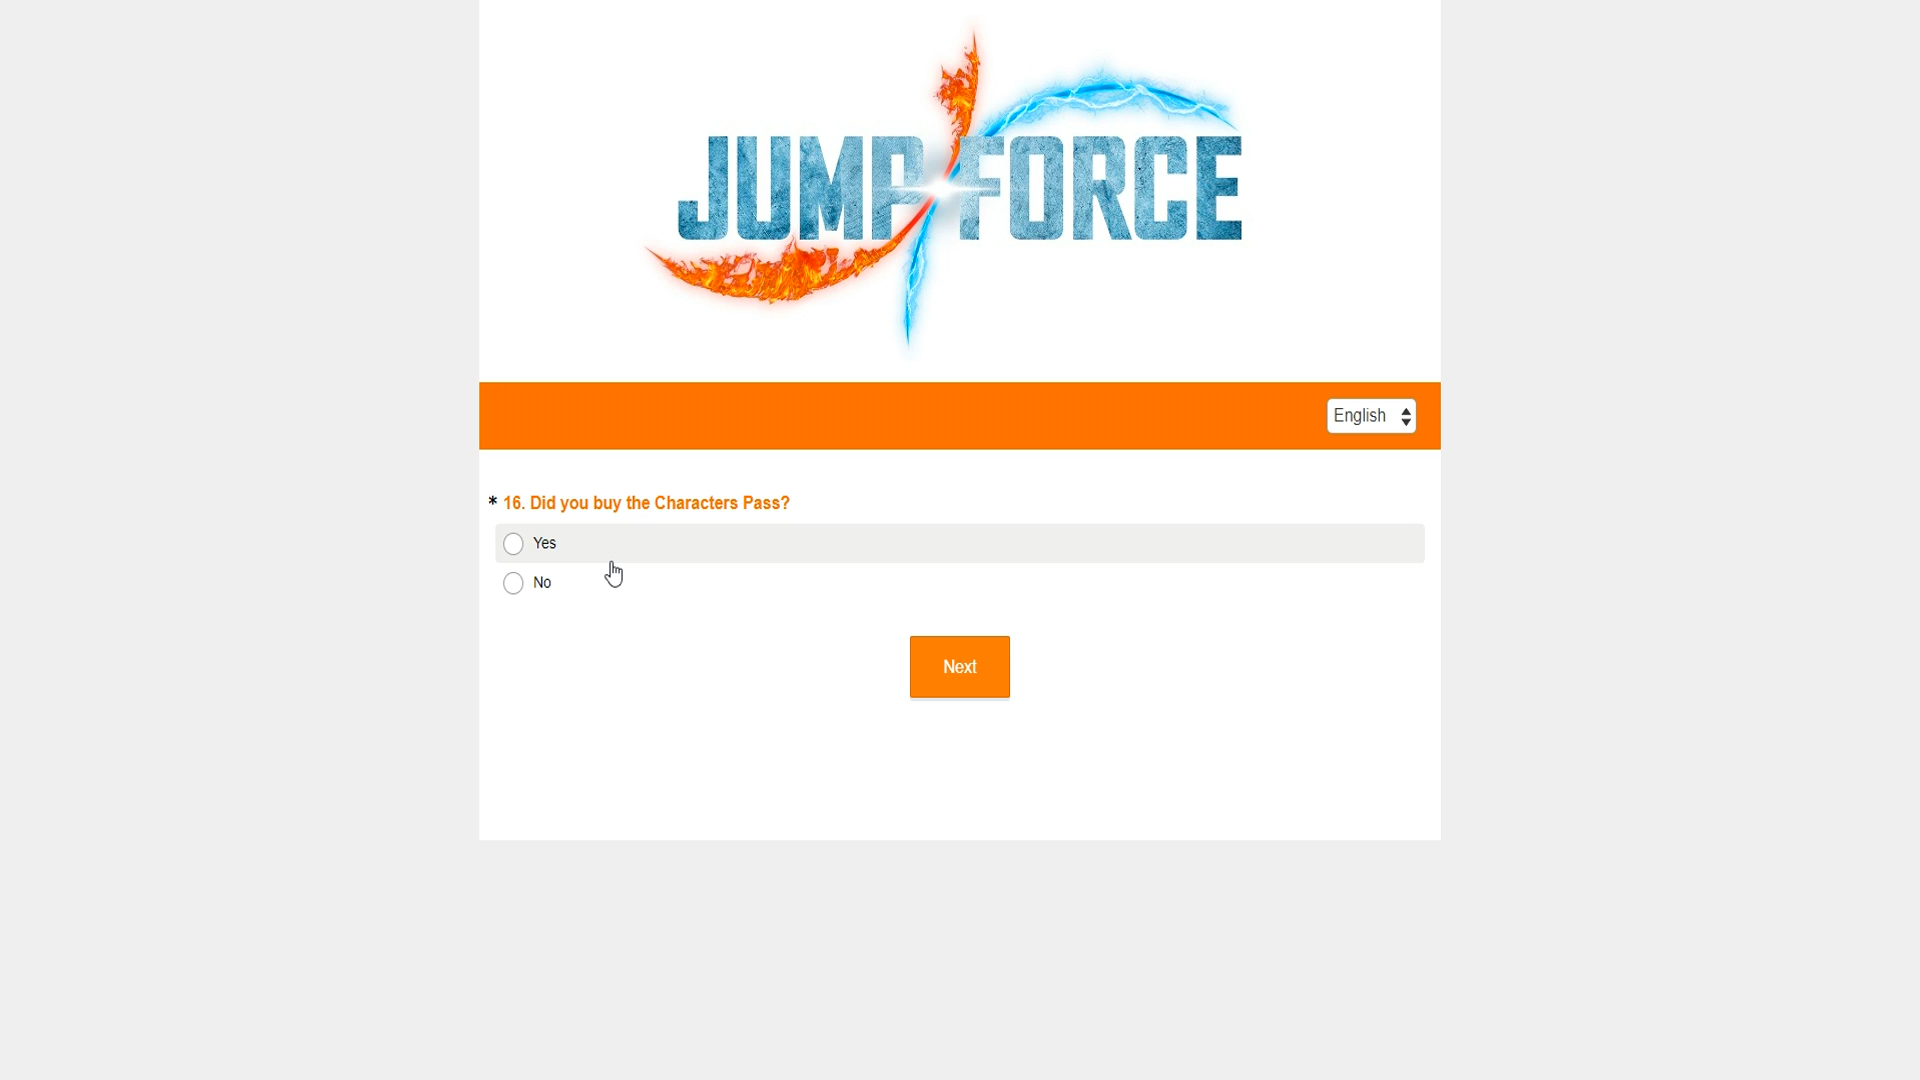 JUMP FORCE
English
* 16. Did you buy the Characters Pass?
Yes
No
Next